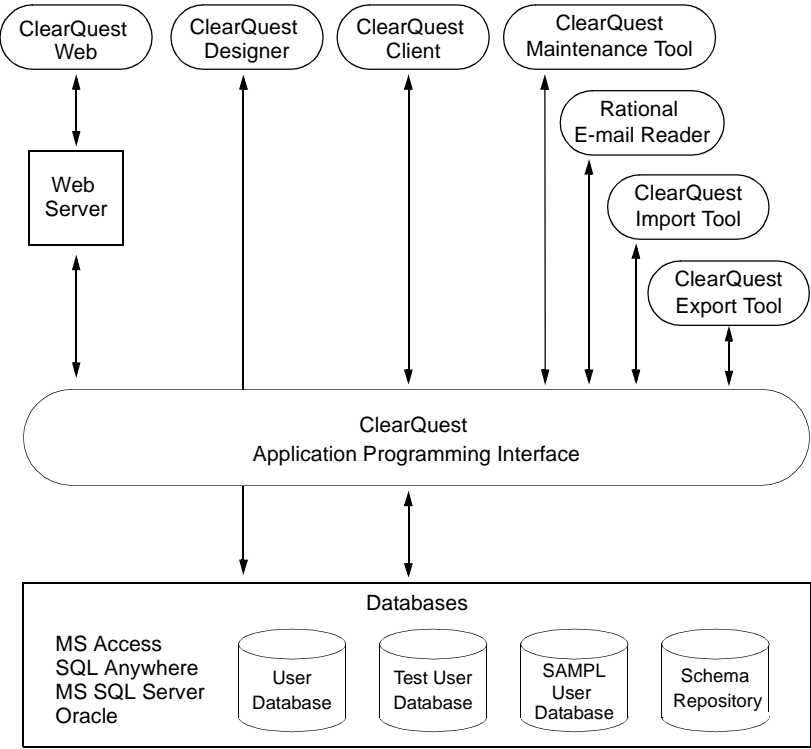 ClearQuest
Web
ClearQuest
Designer
ClearQuest
Client
ClearQuest
Maintenance Tool
Rational
E-mail Reader
Web
Server
ClearQuest
Import Tool
ClearQuest
Export Tool
ClearQuest
Application Programming Interface
Databases
MS Access
SQL Anywhere
MS SQL Server
Oracle
User
Database
Test User
Database
SAMPL
User
Database
Schema
Repository